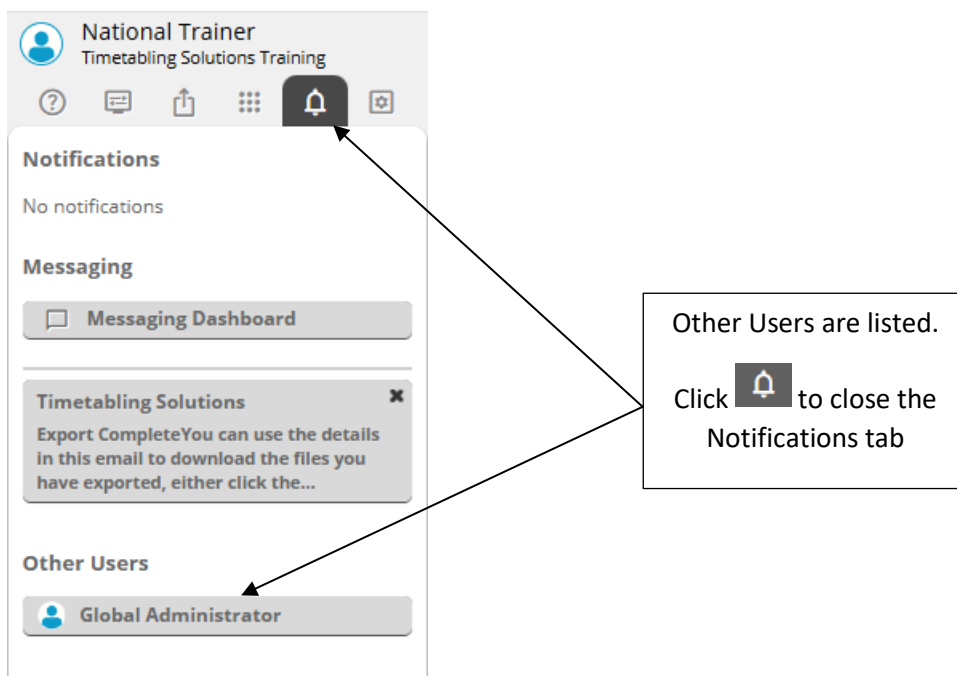 National Trainer
Timetabling Solutions Training
Notifications
No notifications
Messaging
Messaging Dashboard
Timetabling Solutions
Export CompleteYou can use the details
in this email to download the files you
have exported, either click the...
Other Users
Global Administrator
Other Users are listed.
Click to close the
Notifications tab